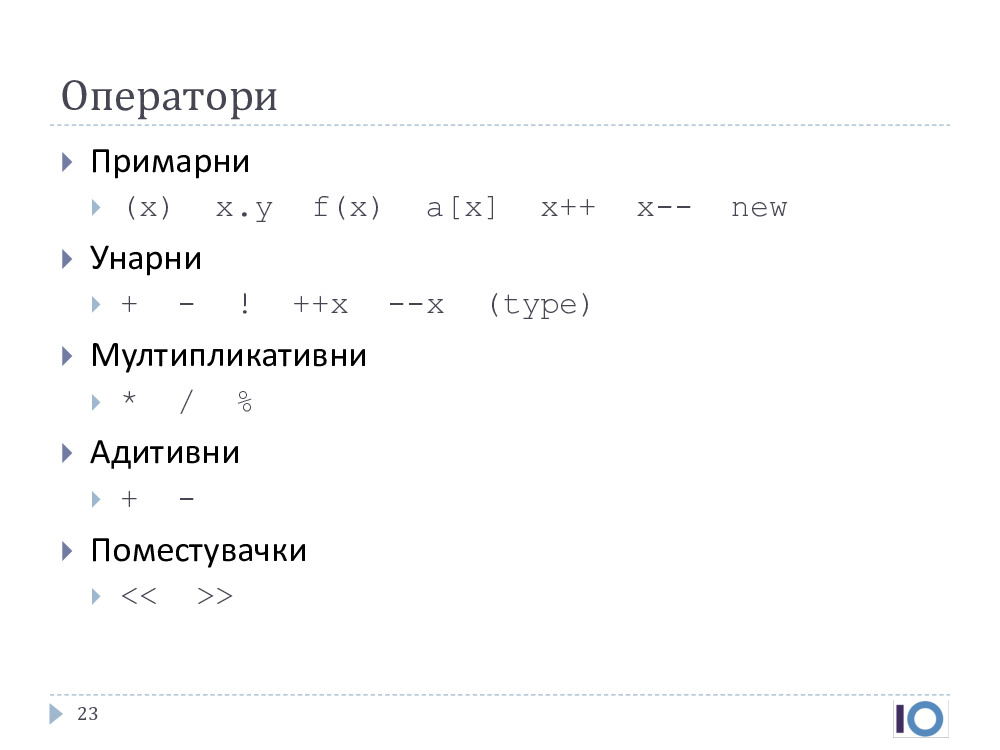 Оператори
Примарни
(x) x.y f(x) a[x] x++ x-- new
Унарни
+ - ! ++x --x (type)
Мултипликативни
* / %
Адитивни
+ -
Поместувачки
<< >>
23
IO